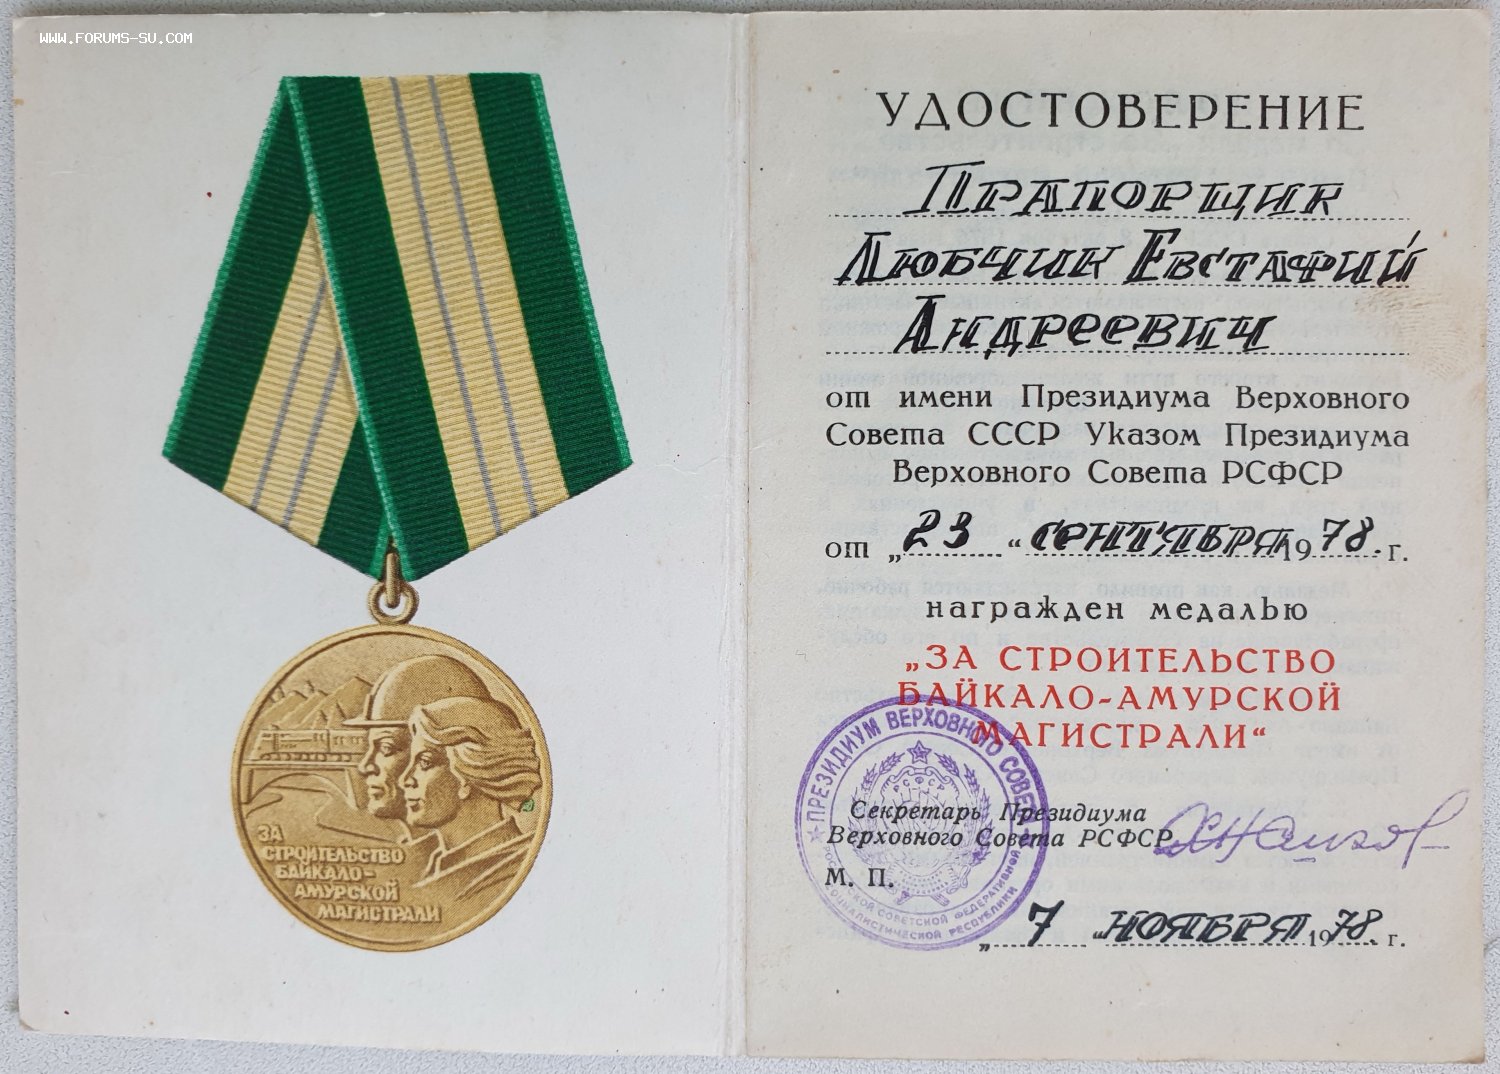 WWW.FORUMS-SU.COM
ЗА
СТРОИТЕЛЬСТВО
БАЙКАЛО-
АМУРСКОЙ
МАГИСТРАЛИ
УДОСТОВЕРЕНИЕ
Прапорщик
Любчик Евстафий
Андреевич
от имени Президиума Верховного
Совета СССР Указом Президиума
Верховного Совета РСФСР
от „23“ сентября 1978. г.
награжден медалью
„ЗА СТРОИТЕЛЬСТВО
БАЙКАЛО-АМУРСКОЙ
МАГИСТРАЛИ“
ПРЕЗИДИУМ ВЕРХОВНОГО СОВЕТА
РСФСР
Секретарь Президиума
Верховного Совета РСФСР
М. П.
„7“ ноября 1978. г.